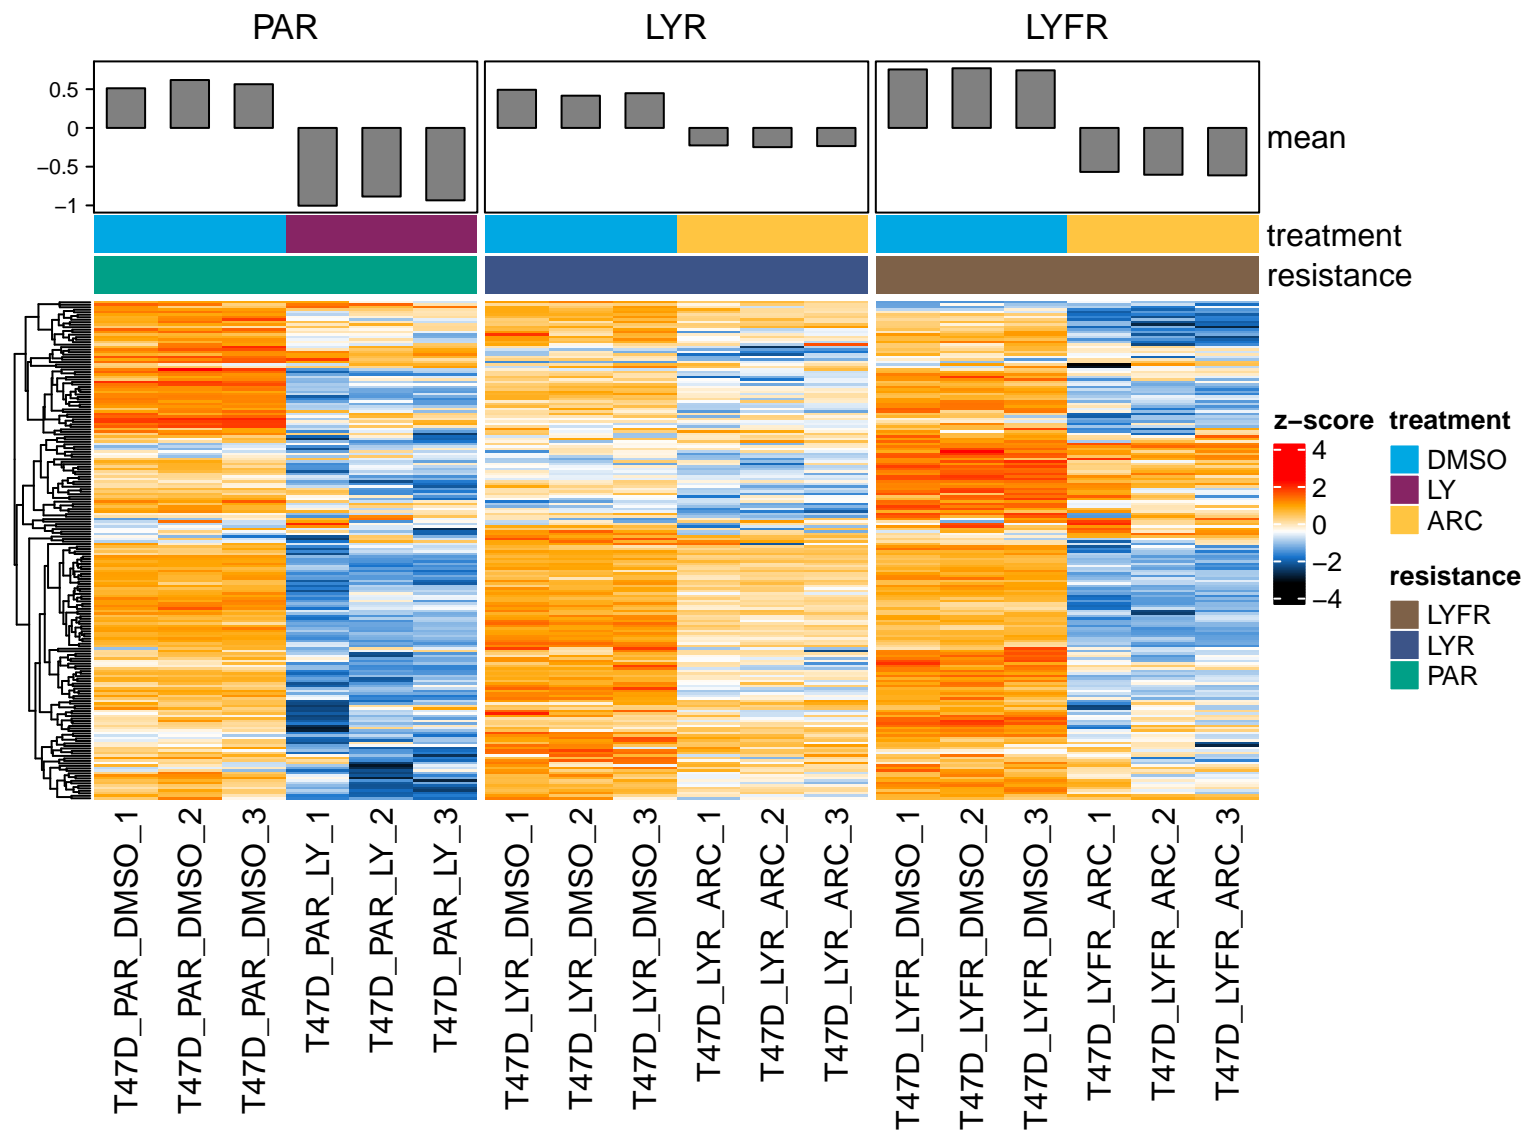 PAR LYR LYFR
0.5
0
−0.5
−1
mean
treatment
resistance
z−score treatment
4
2
0
−2
−4
DMSO
LY
ARC
resistance
LYFR
LYR
PAR
T47D_PAR_DMSO_1
T47D_PAR_DMSO_2
T47D_PAR_DMSO_3
T47D_PAR_LY_1
T47D_PAR_LY_2
T47D_PAR_LY_3
T47D_LYR_DMSO_1
T47D_LYR_DMSO_2
T47D_LYR_DMSO_3
T47D_LYR_ARC_1
T47D_LYR_ARC_2
T47D_LYR_ARC_3
T47D_LYFR_DMSO_1
T47D_LYFR_DMSO_2
T47D_LYFR_DMSO_3
T47D_LYFR_ARC_1
T47D_LYFR_ARC_2
T47D_LYFR_ARC_3